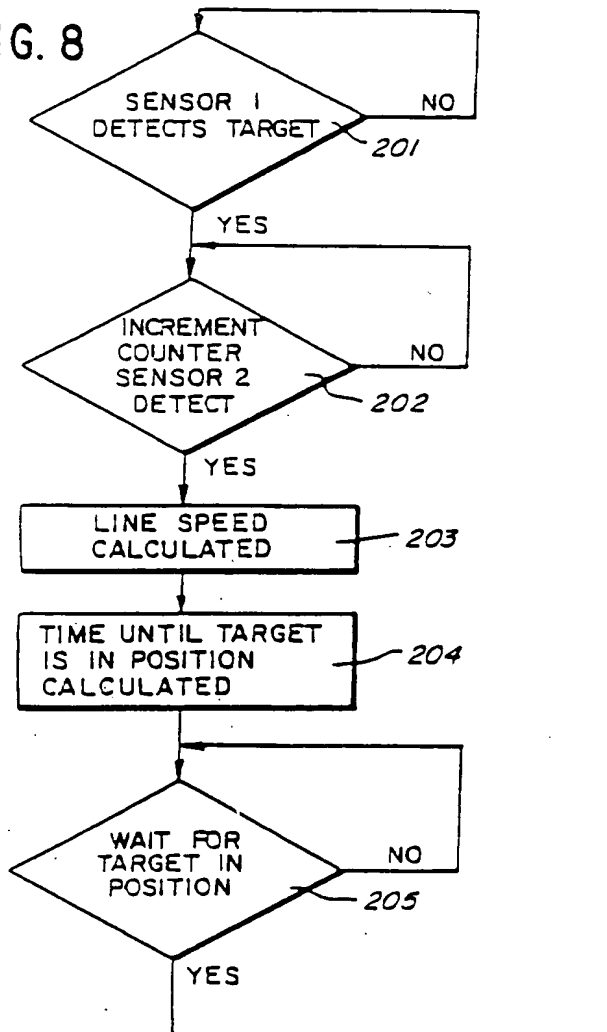 G. 8
SENSOR 1
DETECTS TARGET
NO
201
YES
INCREMENT
COUNTER
SENSOR 2
DETECT
NO
202
YES
LINE SPEED
CALCULATED
203
TIME UNTIL TARGET
IS IN POSITION
CALCULATED
204
WAIT FOR
TARGET IN
POSITION
NO
205
YES